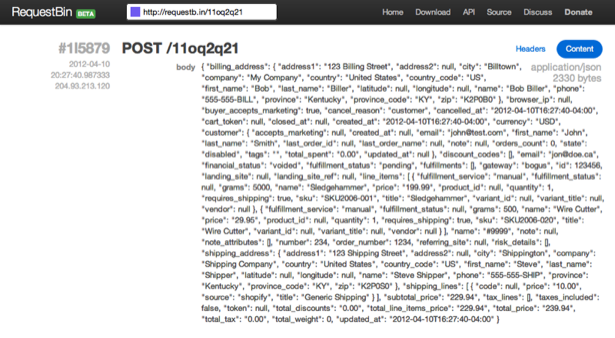 RequestBin BETA http://requestb.in/11oq2q21 Home Download API Source Discuss Donate
#1l5879 POST /11oq2q21 Headers Content
2012-04-10
20:27:40.987333
204.93.213.120
application/json
2330 bytes
body { "billing_address": { "address1": "123 Billing Street", "address2": null, "city": "Billtown",
"company": "My Company", "country": "United States", "country_code": "US",
"first_name": "Bob", "last_name": "Biller", "latitude": null, "longitude": null, "name": "Bob Biller", "phone":
"555-555-BILL", "province": "Kentucky", "province_code": "KY", "zip": "K2P0B0" }, "browser_ip": null,
"buyer_accepts_marketing": true, "cancel_reason": "customer", "cancelled_at": "2012-04-10T16:27:40-04:00",
"cart_token": null, "closed_at": null, "created_at": "2012-04-10T16:27:40-04:00", "currency": "USD",
"customer": { "accepts_marketing": null, "created_at": null, "email": "john@test.com", "first_name": "John",
"last_name": "Smith", "last_order_id": null, "last_order_name": null, "note": null, "orders_count": 0, "state":
"disabled", "tags": "", "total_spent": "0.00", "updated_at": null }, "discount_codes": [], "email": "jon@doe.ca",
"financial_status": "voided", "fulfillment_status": "pending", "fulfillments": [], "gateway": "bogus", "id": 123456,
"landing_site": null, "landing_site_ref": null, "line_items": [ { "fulfillment_service": "manual", "fulfillment_status":
null, "grams": 5000, "name": "Sledgehammer", "price": "199.99", "product_id": null, "quantity": 1,
"requires_shipping": true, "sku": "SKU2006-001", "title": "Sledgehammer", "variant_id": null, "variant_title": null,
"vendor": null }, { "fulfillment_service": "manual", "fulfillment_status": null, "grams": 500, "name": "Wire Cutter",
"price": "29.95", "product_id": null, "quantity": 1, "requires_shipping": true, "sku": "SKU2006-020", "title":
"Wire Cutter", "variant_id": null, "variant_title": null, "vendor": null } ], "name": "#9999", "note": null,
"note_attributes": [], "number": 234, "order_number": 1234, "referring_site": null, "risk_details": [],
"shipping_address": { "address1": "123 Shipping Street", "address2": null, "city": "Shippington", "company":
"Shipping Company", "country": "United States", "country_code": "US", "first_name": "Steve", "last_name":
"Shipper", "latitude": null, "longitude": null, "name": "Steve Shipper", "phone": "555-555-SHIP", "province":
"Kentucky", "province_code": "KY", "zip": "K2P0S0" }, "shipping_lines": [ { "code": null, "price": "10.00",
"source": "shopify", "title": "Generic Shipping" } ], "subtotal_price": "229.94", "tax_lines": [], "taxes_included":
false, "token": null, "total_discounts": "0.00", "total_line_items_price": "229.94", "total_price": "239.94",
"total_tax": "0.00", "total_weight": 0, "updated_at": "2012-04-10T16:27:40-04:00" }